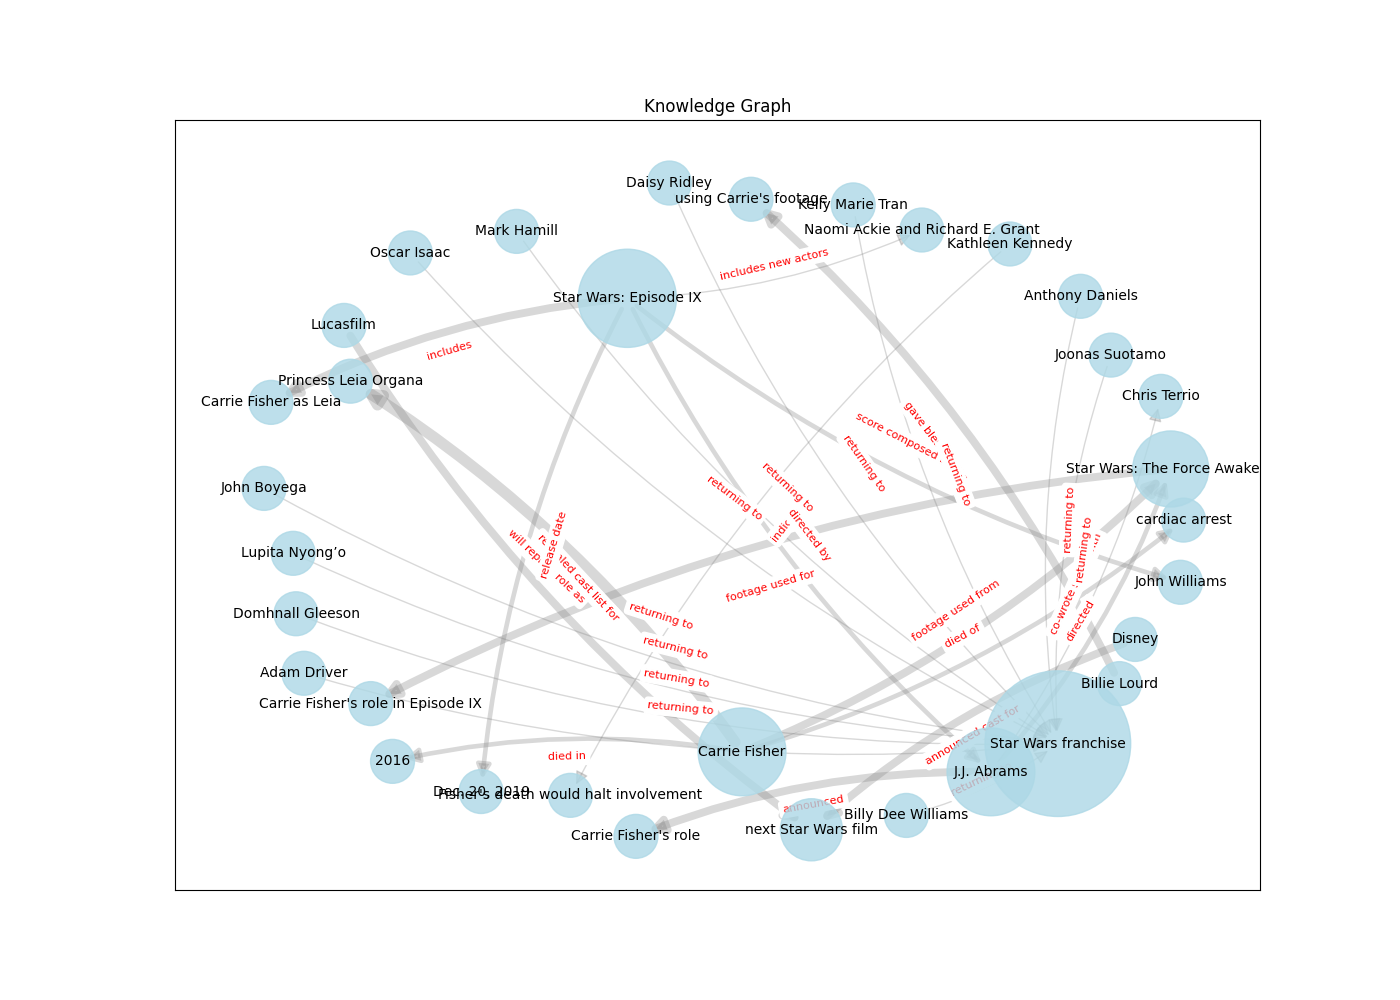 Knowledge Graph
Daisy Ridley
using Carrie's footage
Kelly Marie Tran
Mark Hamill
Naomi Ackie and Richard E. Grant
Kathleen Kennedy
Oscar Isaac
includes new actors
Star Wars: Episode IX
Anthony Daniels
Lucasfilm
includes
Joonas Suotamo
Princess Leia Organa
Chris Terrio
Carrie Fisher as Leia
score composed
returning to
returning to
Star Wars: The Force Awake
John Boyega
returning to
returning to
returning to
cardiac arrest
directed by
release date
returning to
Lupita Nyong’o
footage used for
John Williams
role as
cast list for
footage used from
co-wrote
Domhnall Gleeson
returning to
died of
directed
Disney
returning to
Adam Driver
returning to
Billie Lourd
Carrie Fisher's role in Episode IX
returning to
announced cast for
Star Wars franchise
Carrie Fisher
died in
2016
J.J. Abrams
Dec. 20, 2019
Fisher's death would halt involvement
announced
Billy Dee Williams
next Star Wars film
Carrie Fisher's role